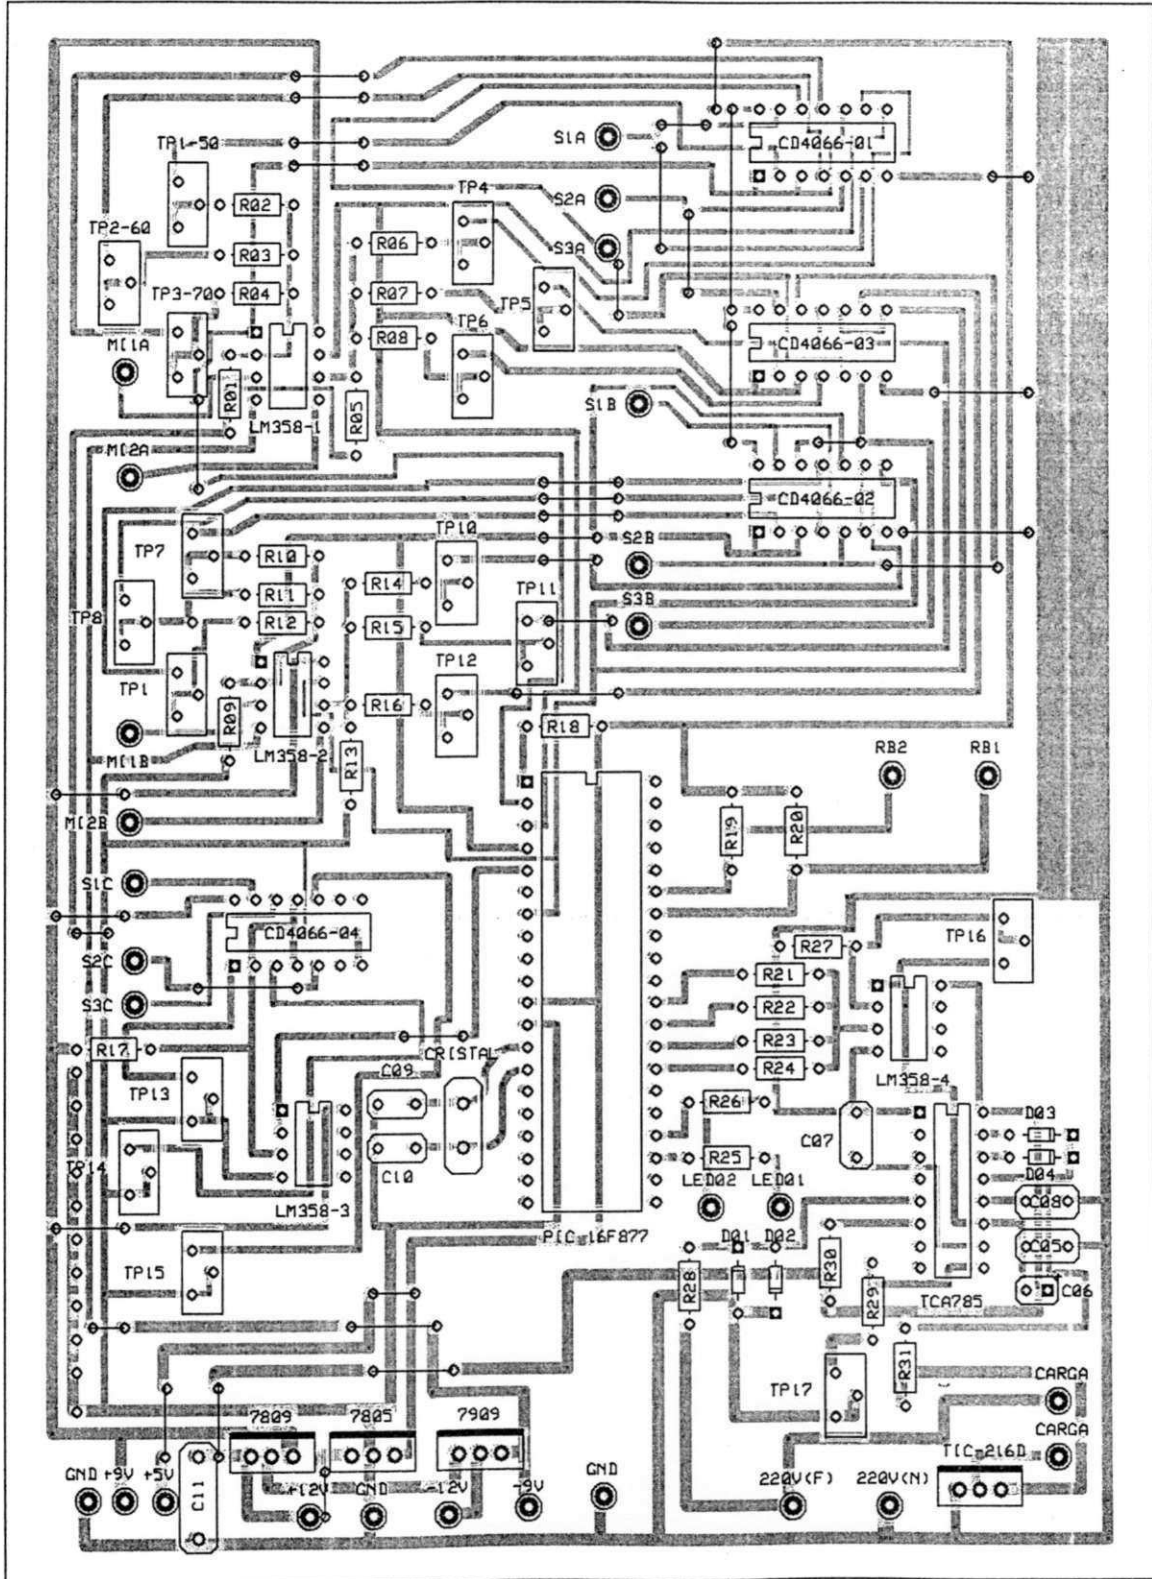 TP1-50
S1A
CD4066-01
TP4
R02
S2A
TP2-60
R06
S3A
R03
TP3-70
R04
R07
TP5
TP6
CD4066-03
M11A
R08
R01
R05
S1B
LM358-1
M12A
CD4066-02
TP10
TP7
R10
S2B
R14
TP11
R11
S3B
TP8
R12
R15
TP12
TP1
R16
R09
R18
M11B
LM358-2
R13
RB2
RB1
M12B
R19
R20
S1C
CD4066-04
TP16
R27
S2C
R21
S3C
R22
R17
CRISTAL
R23
C09
R24
TP13
LM358-4
R26
D03
C07
TP14
C10
R25
D04
LED02
LED01
C08
LM358-3
PIC 16F877
D01
D02
R30
C05
TP15
R28
R29
TCA785
C06
R31
TP17
CARGA
7809
7805
7909
CARGA
TIC-216D
GND
+9V
+5V
C11
+12V
GND
-12V
-9V
GND
220V(F)
220V(N)